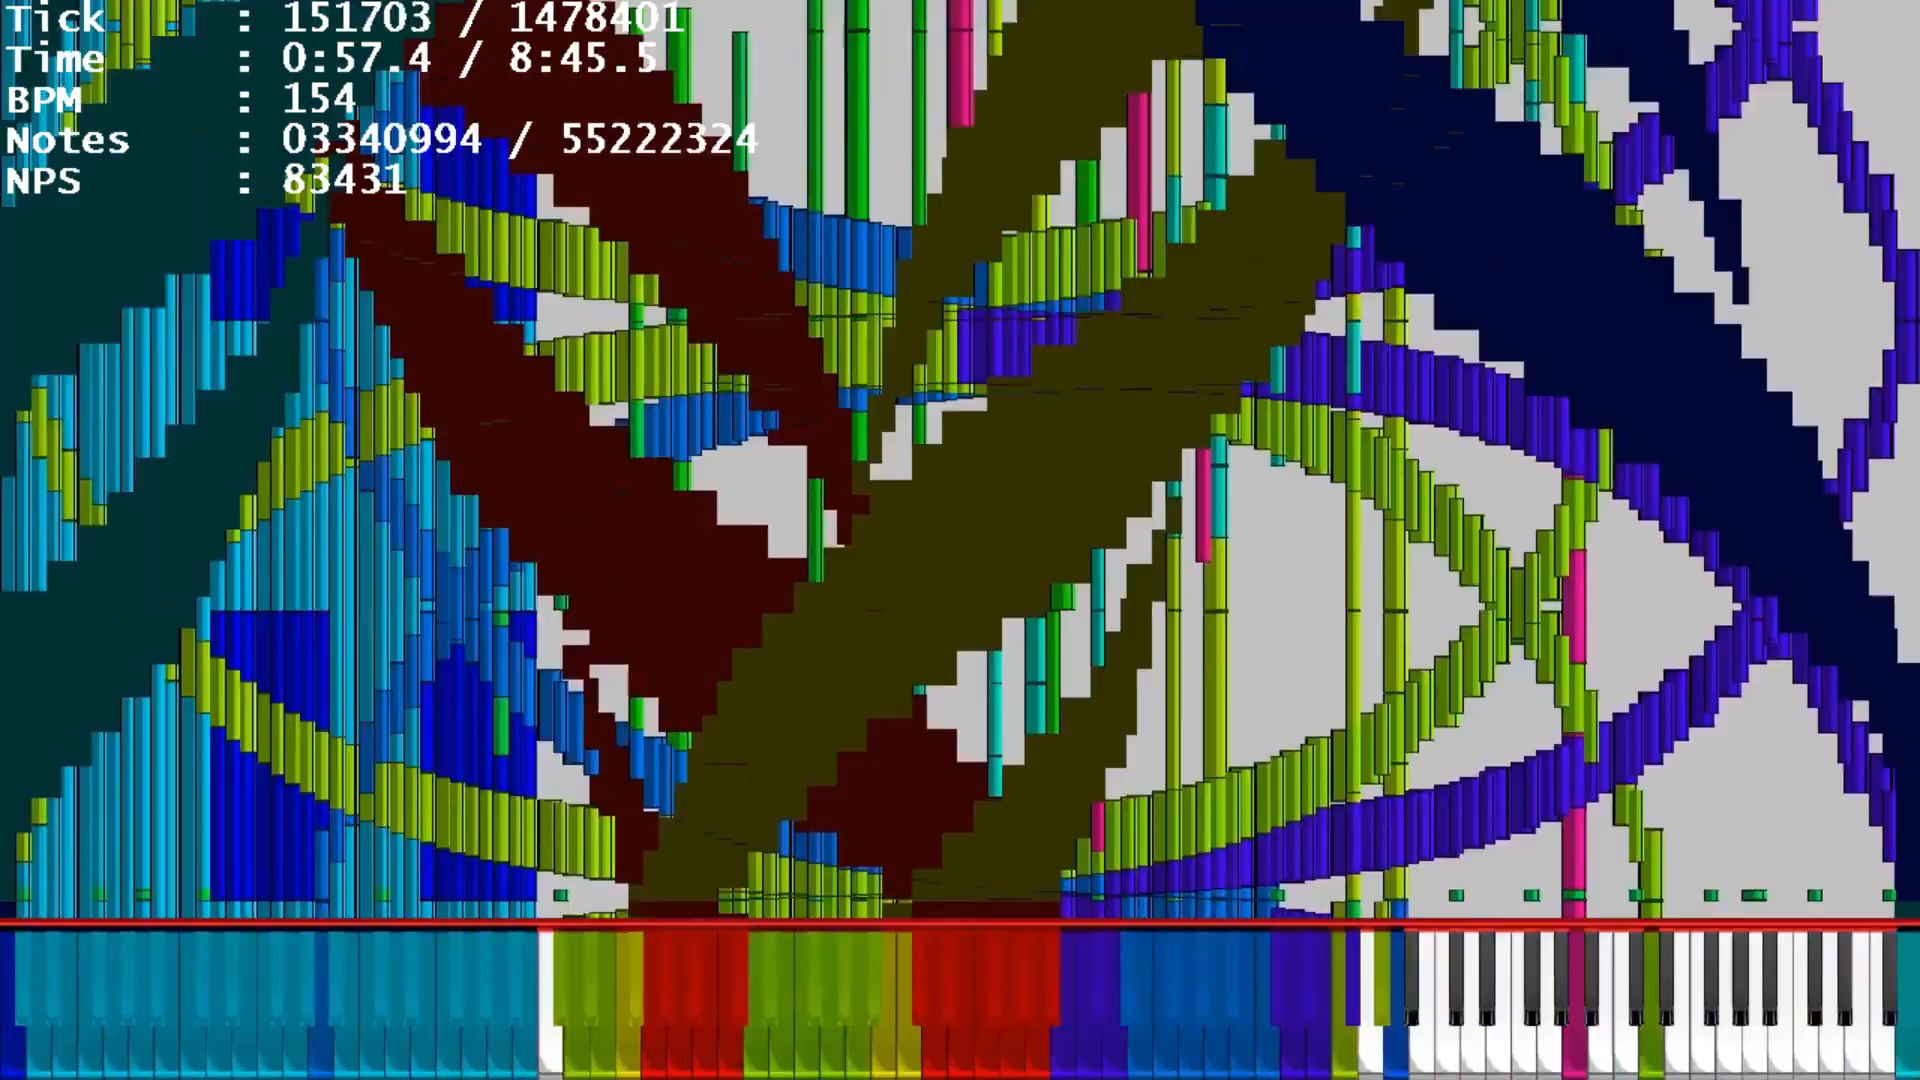 Tick : 151703 / 1478401
Time : 0:57.4 / 8:45.5
BPM : 154
Notes : 03340994 / 55222324
NPS : 83431